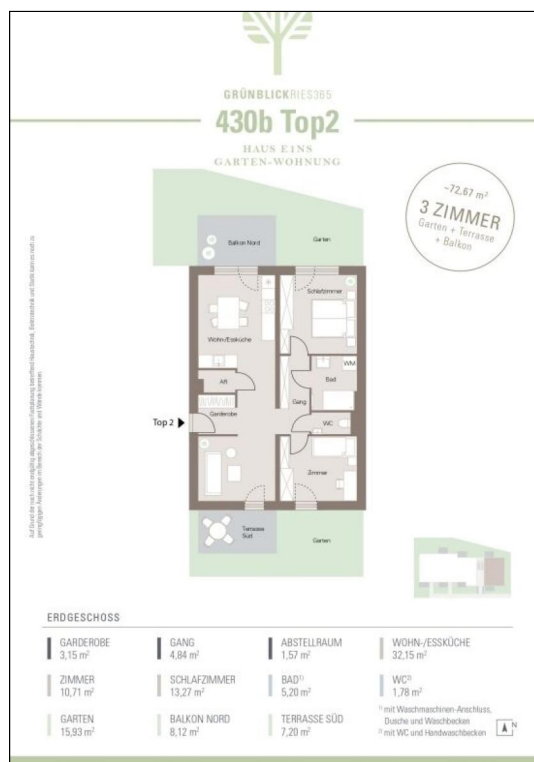 GRÜNBLICKRIES365
430b Top2
HAUS EINS
GARTEN-WOHNUNG
~72,67 m²
3 ZIMMER
Garten + Terrasse
+ Balkon
Balkon Nord
Garten
Schlafzimmer
Wohn-/Essküche
WM
Bad
AR
Gang
Garderobe
Top 2
WC
Zimmer
Terrasse
Süd
Garten
ERDGESCHOSS
GARDEROBE
3,15 m²
GANG
4,84 m²
ABSTELLRAUM
1,57 m²
WOHN-/ESSKÜCHE
32,15 m²
ZIMMER
10,71 m²
SCHLAFZIMMER
13,27 m²
BAD¹⁾
5,20 m²
WC²⁾
1,78 m²
GARTEN
15,93 m²
BALKON NORD
8,12 m²
TERRASSE SÜD
7,20 m²
¹⁾ mit Waschmaschinen-Anschluss,
Dusche und Waschbecken
²⁾ mit WC und Handwaschbecken
N